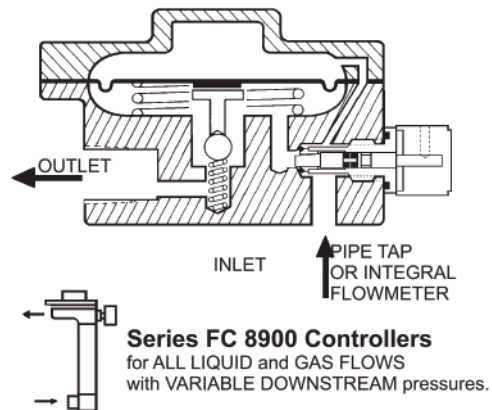 OUTLET
INLET
PIPE TAP
OR INTEGRAL
FLOWMETER
Series FC 8900 Controllers
for ALL LIQUID and GAS FLOWS
with VARIABLE DOWNSTREAM pressures.